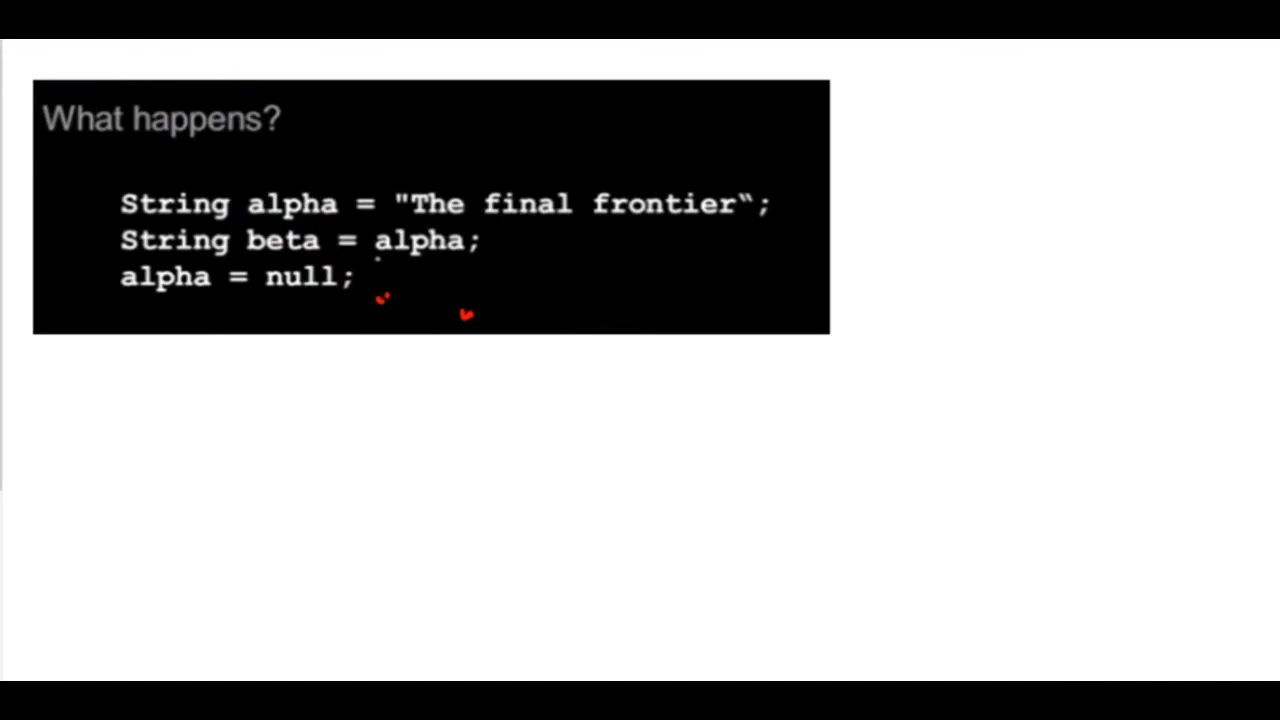 What happens?
String alpha = "The final frontier‟;
String beta = alpha;
alpha = null;